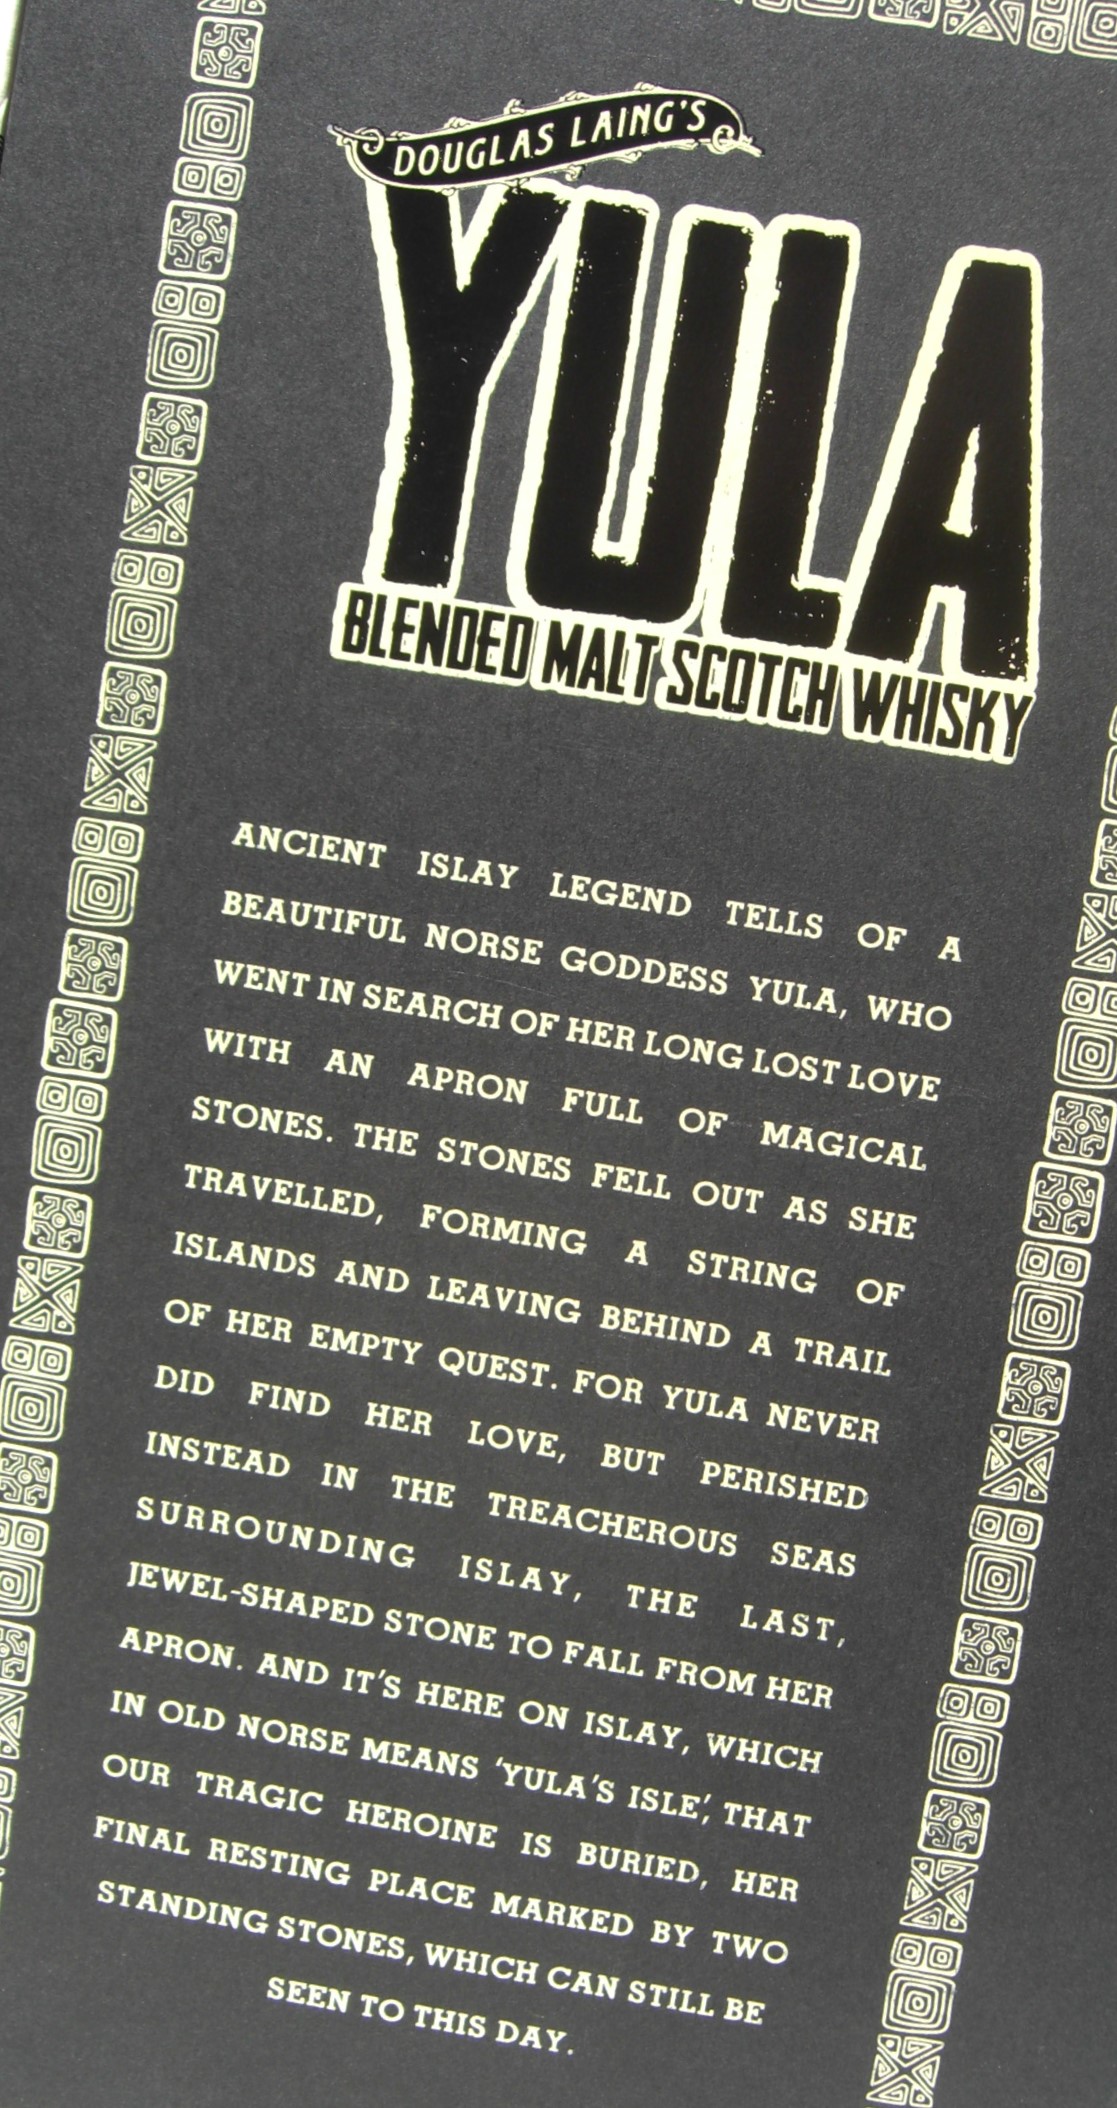 DOUGLAS LAING'S
YULA
BLENDED MALT SCOTCH WHISKY
ANCIENT ISLAY LEGEND TELLS OF A
BEAUTIFUL NORSE GODDESS YULA, WHO
WENT IN SEARCH OF HER LONG LOST LOVE
WITH AN APRON FULL OF MAGICAL
STONES. THE STONES FELL OUT AS SHE
TRAVELLED, FORMING A STRING OF
ISLANDS AND LEAVING BEHIND A TRAIL
OF HER EMPTY QUEST. FOR YULA NEVER
DID FIND HER LOVE, BUT PERISHED
INSTEAD IN THE TREACHEROUS SEAS
SURROUNDING ISLAY, THE LAST,
JEWEL-SHAPED STONE TO FALL FROM HER
APRON. AND IT'S HERE ON ISLAY, WHICH
IN OLD NORSE MEANS 'YULA'S ISLE', THAT
OUR TRAGIC HEROINE IS BURIED, HER
FINAL RESTING PLACE MARKED BY TWO
STANDING STONES, WHICH CAN STILL BE
SEEN TO THIS DAY.